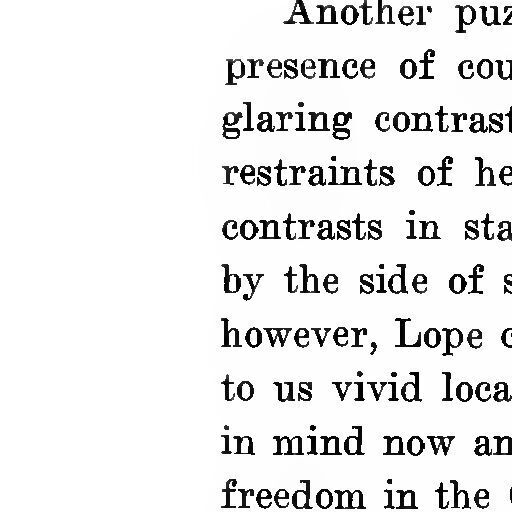 Another puz
presence of cou
glaring contrast
restraints of he
contrasts in sta
by the side of s
however, Lope c
to us vivid loca
in mind now an
freedom in the